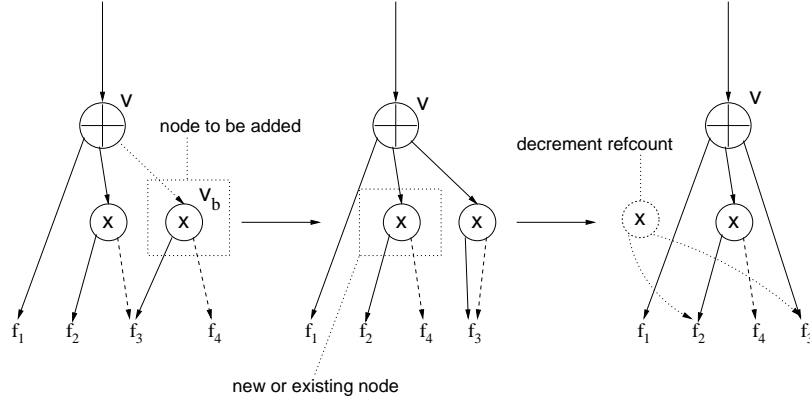 V
V
V
node to be added
decrement refcount
V_b
x
x
x
x
x
x
f_1
f_2
f_3
f_4
f_1
f_2
f_4
f_3
f_1
f_2
f_4
f_3
new or existing node